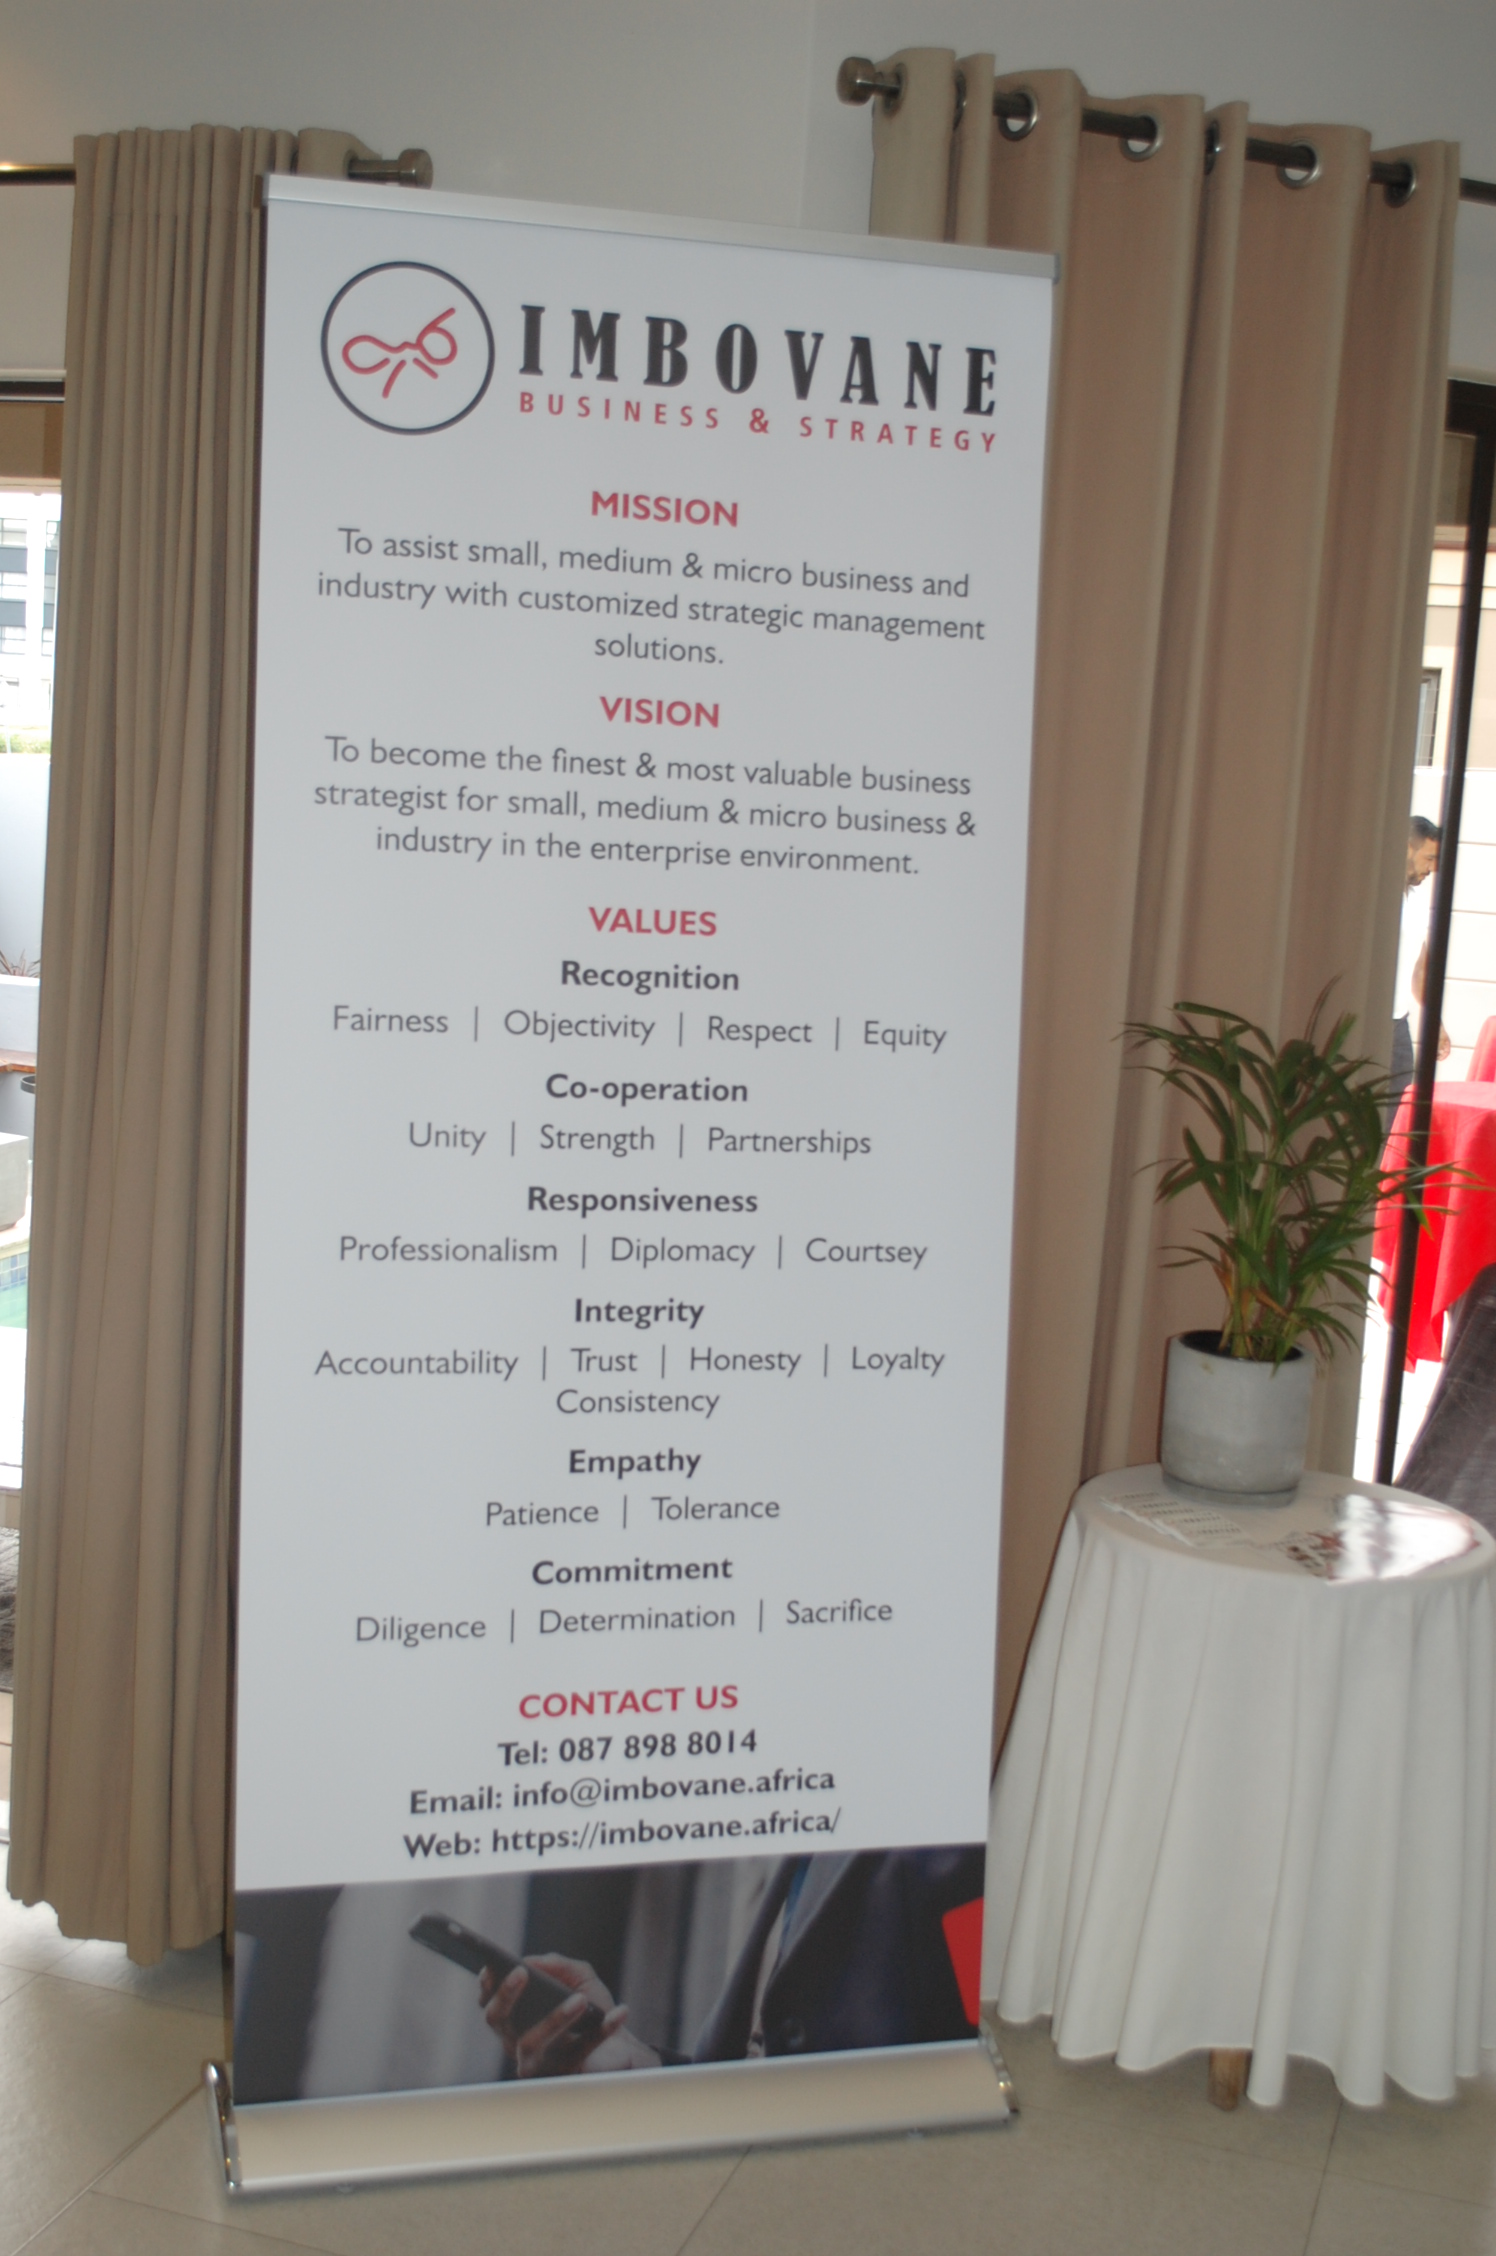 IMBOVANE
BUSINESS & STRATEGY
MISSION
To assist small, medium & micro business and
industry with customized strategic management
solutions.
VISION
To become the finest & most valuable business
strategist for small, medium & micro business &
industry in the enterprise environment.
VALUES
Recognition
Fairness | Objectivity | Respect | Equity
Co-operation
Unity | Strength | Partnerships
Responsiveness
Professionalism | Diplomacy | Courtsey
Integrity
Accountability | Trust | Honesty | Loyalty
Consistency
Empathy
Patience | Tolerance
Commitment
Diligence | Determination | Sacrifice
CONTACT US
Tel: 087 898 8014
Email: info@imbovane.africa
Web: https://imbovane.africa/